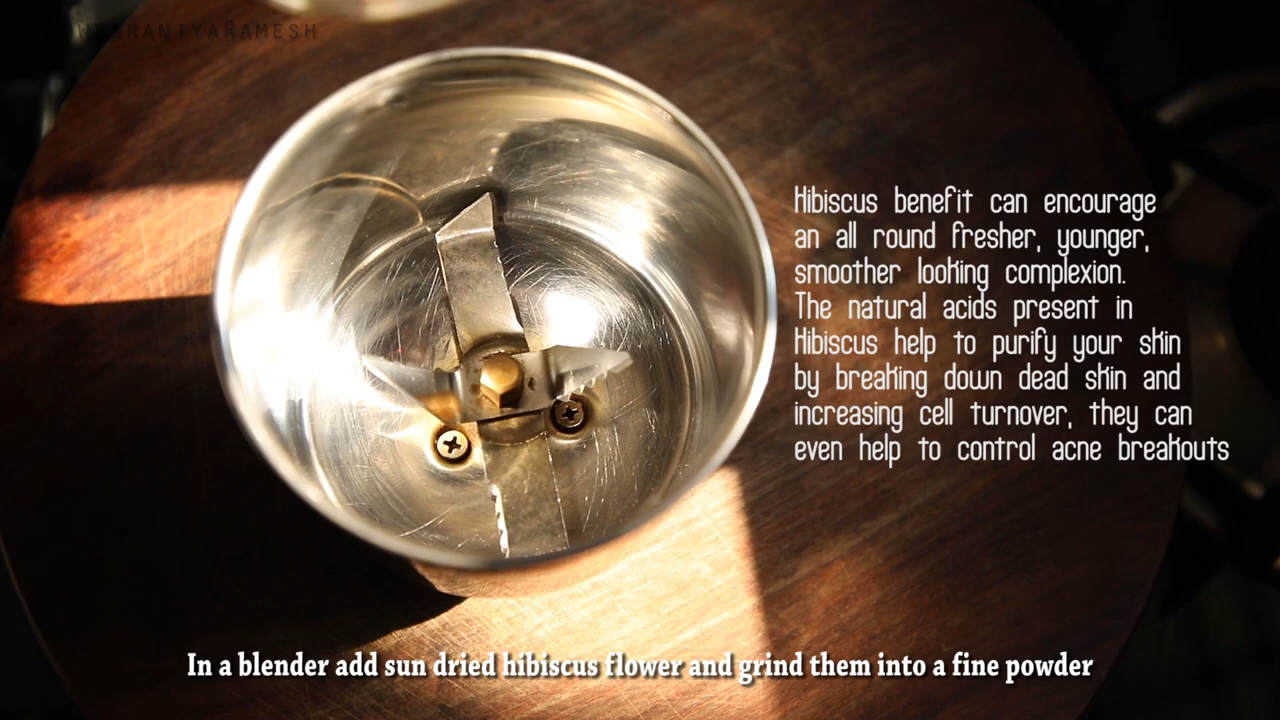 Hibiscus benefit can encourage
an all round fresher, younger,
smoother looking complexion.
The natural acids present in
Hibiscus help to purify your skin
by breaking down dead skin and
increasing cell turnover, they can
even help to control acne breakouts
In a blender add sun dried hibiscus flower and grind them into a fine powder